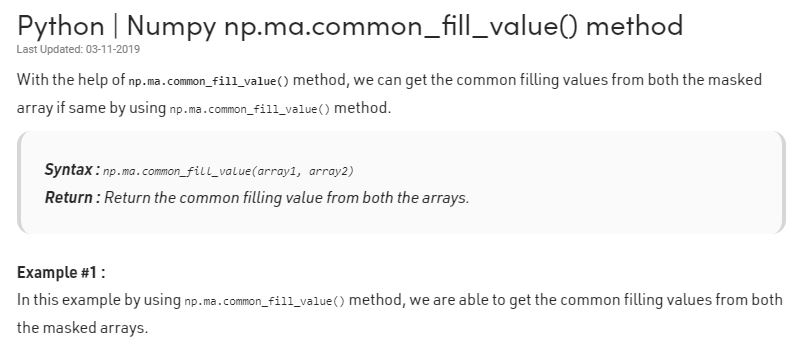 Python | Numpy np.ma.common_fill_value() method
Last Updated: 03-11-2019
With the help of np.ma.common_fill_value() method, we can get the common filling values from both the masked
array if same by using np.ma.common_fill_value() method.
Syntax : np.ma.common_fill_value(array1, array2)
Return : Return the common filling value from both the arrays.
Example #1 :
In this example by using np.ma.common_fill_value() method, we are able to get the common filling values from both
the masked arrays.